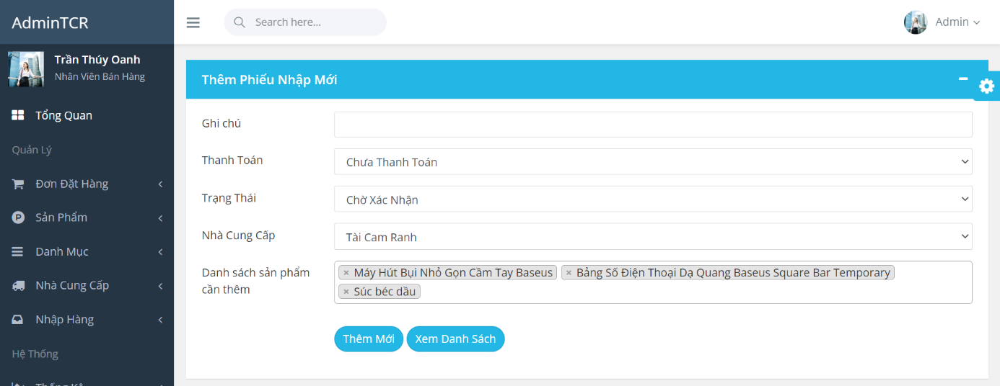 AdminTCR
Search here...
Admin
Trần Thúy Oanh
Nhân Viên Bán Hàng
Tổng Quan
Quản Lý
Đơn Đặt Hàng
Sản Phẩm
Danh Mục
Nhà Cung Cấp
Nhập Hàng
Hệ Thống
Thống Kê
Thêm Phiếu Nhập Mới
Ghi chú
Thanh Toán
Chưa Thanh Toán
Trạng Thái
Chờ Xác Nhận
Nhà Cung Cấp
Tài Cam Ranh
Danh sách sản phẩm
cần thêm
× Máy Hút Bụi Nhỏ Gọn Cầm Tay Baseus × Bảng Số Điện Thoại Dạ Quang Baseus Square Bar Temporary
× Súc béc dầu
Thêm Mới Xem Danh Sách